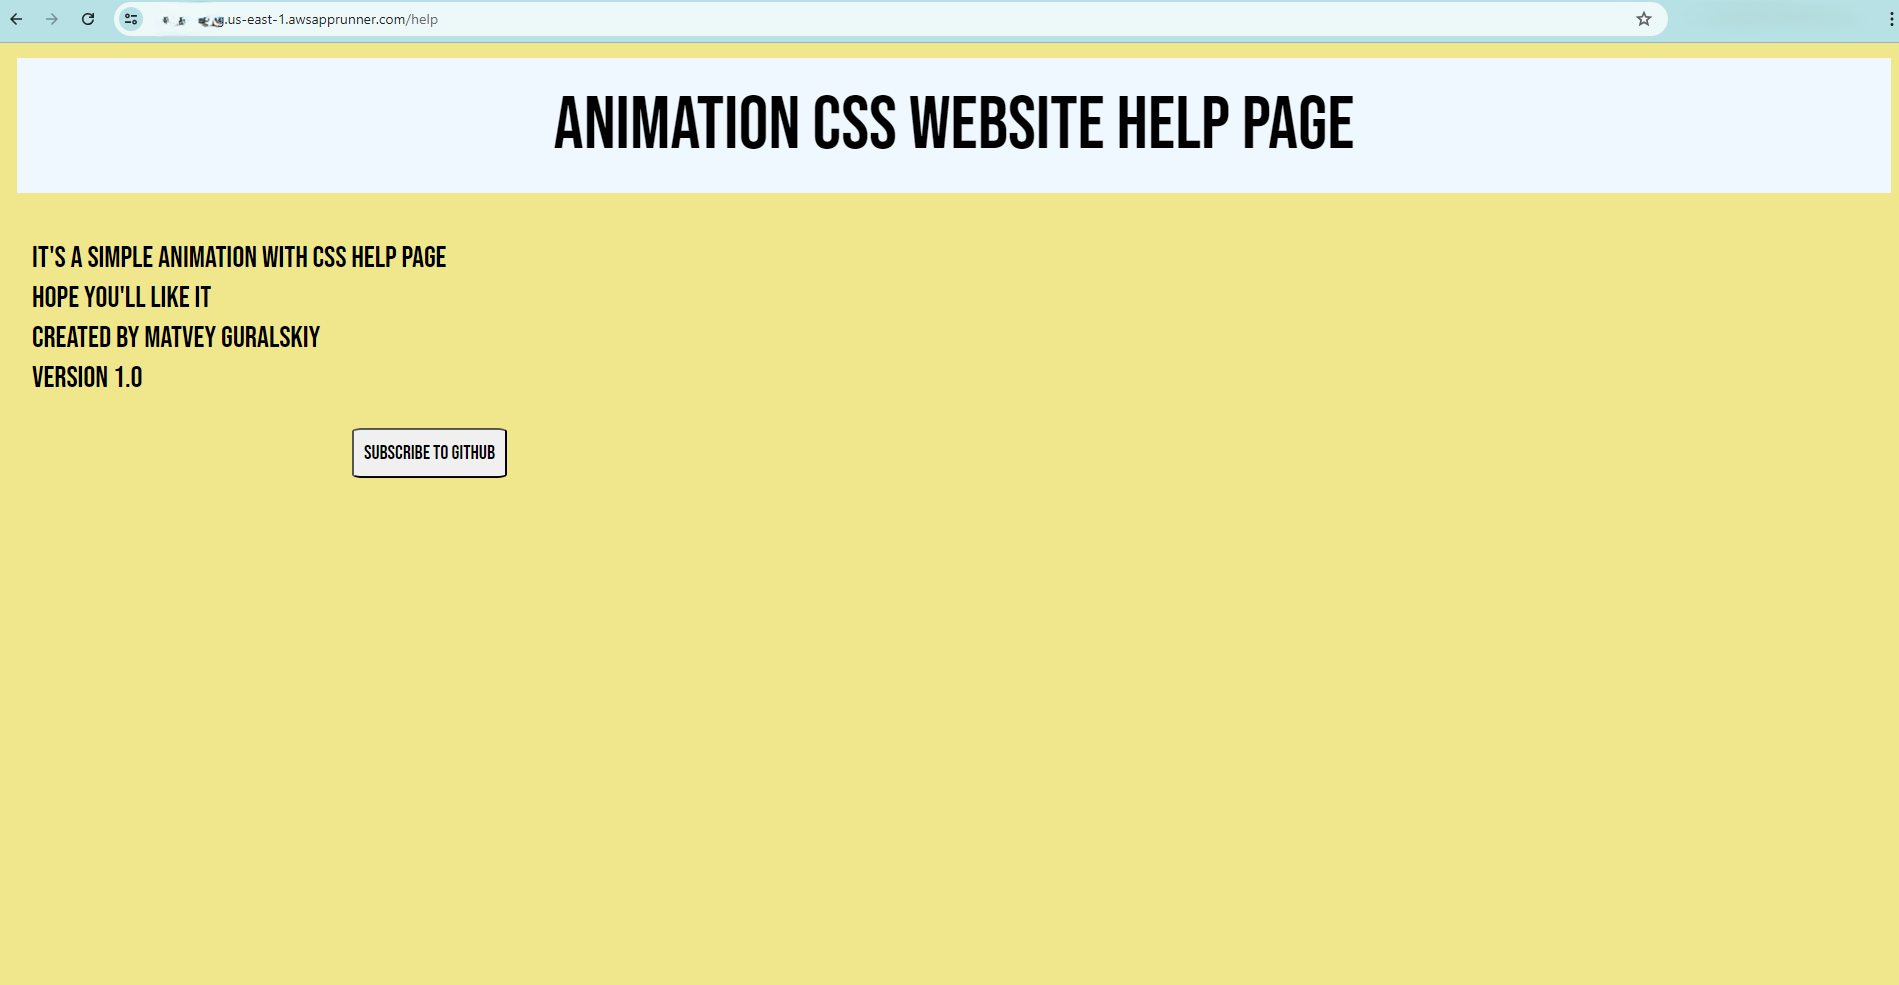 .us-east-1.awsapprunner.com/help
ANIMATION CSS WEBSITE HELP PAGE
IT'S A SIMPLE ANIMATION WITH CSS HELP PAGE
HOPE YOU'LL LIKE IT
CREATED BY MATVEY GURALSKIY
VERSION 1.0
SUBSCRIBE TO GITHUB